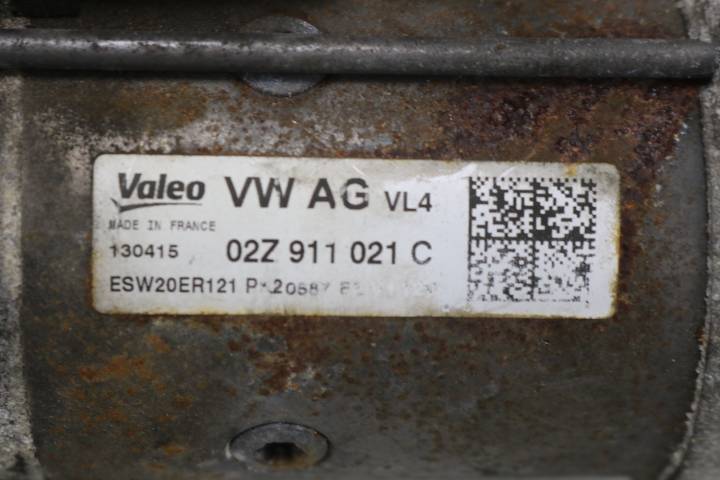 Valeo VW AG VL4
MADE IN FRANCE
130415 02Z 911 021 C
ESW20ER121